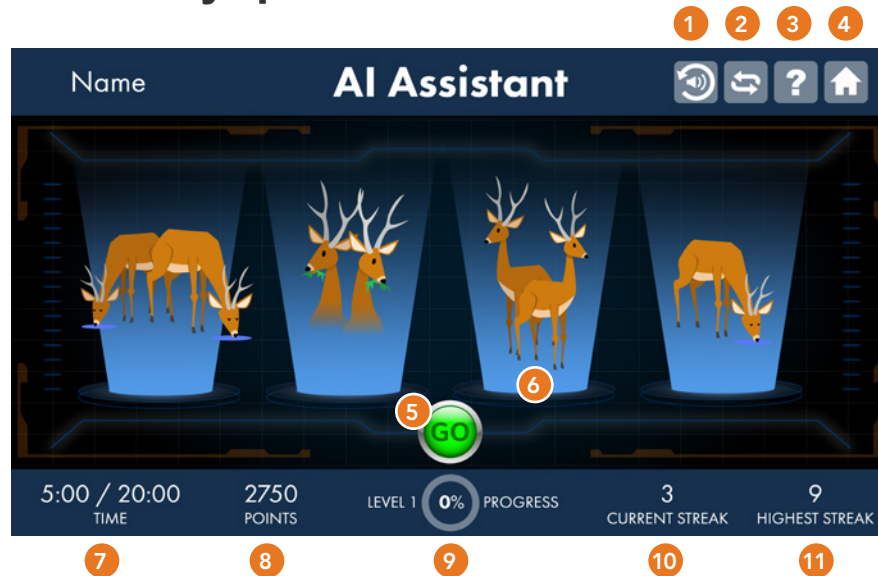 1 2 3 4
Name AI Assistant ?
6
5
GO
5:00 / 20:00 2750 LEVEL 1 0% PROGRESS 3 9
TIME POINTS CURRENT STREAK HIGHEST STREAK
7 8 9 10 11